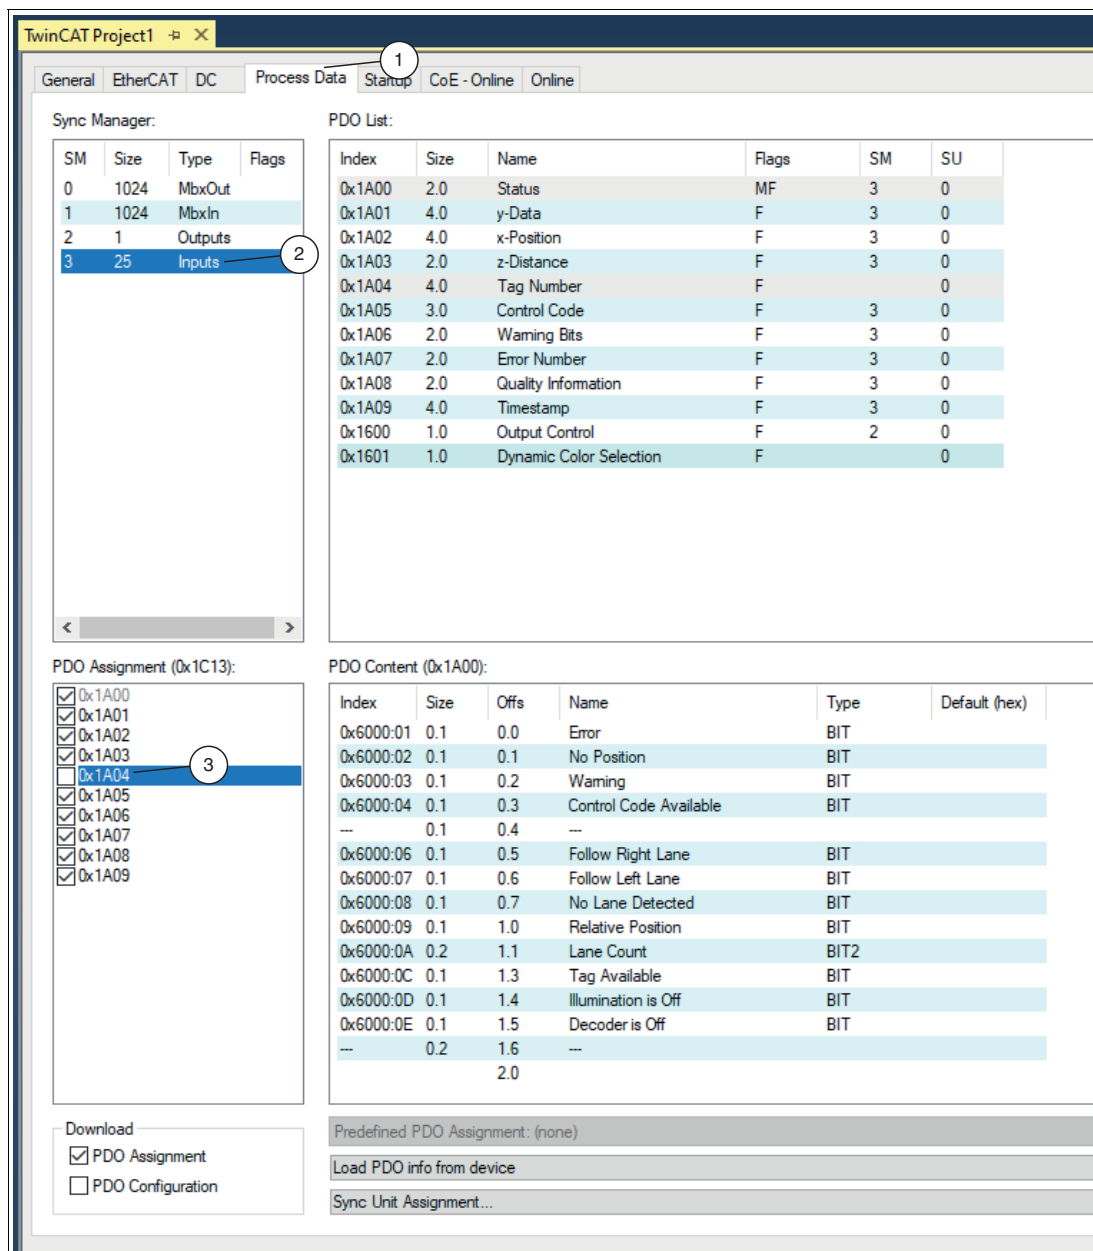 TwinCAT Project1
1
General EtherCAT DC Process Data Startup CoE - Online Online
Sync Manager:
SM Size Type Flags
0 1024 MbxOut
1 1024 MbxIn
2 1 Outputs
3 25 Inputs
2
PDO List:
Index Size Name Flags SM SU
0x1A00 2.0 Status MF 3 0
0x1A01 4.0 y-Data F 3 0
0x1A02 4.0 x-Position F 3 0
0x1A03 2.0 z-Distance F 3 0
0x1A04 4.0 Tag Number F 0
0x1A05 3.0 Control Code F 3 0
0x1A06 2.0 Warning Bits F 3 0
0x1A07 2.0 Error Number F 3 0
0x1A08 2.0 Quality Information F 3 0
0x1A09 4.0 Timestamp F 3 0
0x1600 1.0 Output Control F 2 0
0x1601 1.0 Dynamic Color Selection F 0
PDO Assignment (0x1C13):
0x1A00
0x1A01
0x1A02
0x1A03
0x1A04
3
0x1A05
0x1A06
0x1A07
0x1A08
0x1A09
PDO Content (0x1A00):
Index Size Offs Name Type Default (hex)
0x6000:01 0.1 0.0 Error BIT
0x6000:02 0.1 0.1 No Position BIT
0x6000:03 0.1 0.2 Warning BIT
0x6000:04 0.1 0.3 Control Code Available BIT
--- 0.1 0.4 ---
0x6000:06 0.1 0.5 Follow Right Lane BIT
0x6000:07 0.1 0.6 Follow Left Lane BIT
0x6000:08 0.1 0.7 No Lane Detected BIT
0x6000:09 0.1 1.0 Relative Position BIT
0x6000:0A 0.2 1.1 Lane Count BIT2
0x6000:0C 0.1 1.3 Tag Available BIT
0x6000:0D 0.1 1.4 Illumination is Off BIT
0x6000:0E 0.1 1.5 Decoder is Off BIT
--- 0.2 1.6 ---
2.0
Download
PDO Assignment
PDO Configuration
Predefined PDO Assignment: (none)
Load PDO info from device
Sync Unit Assignment...